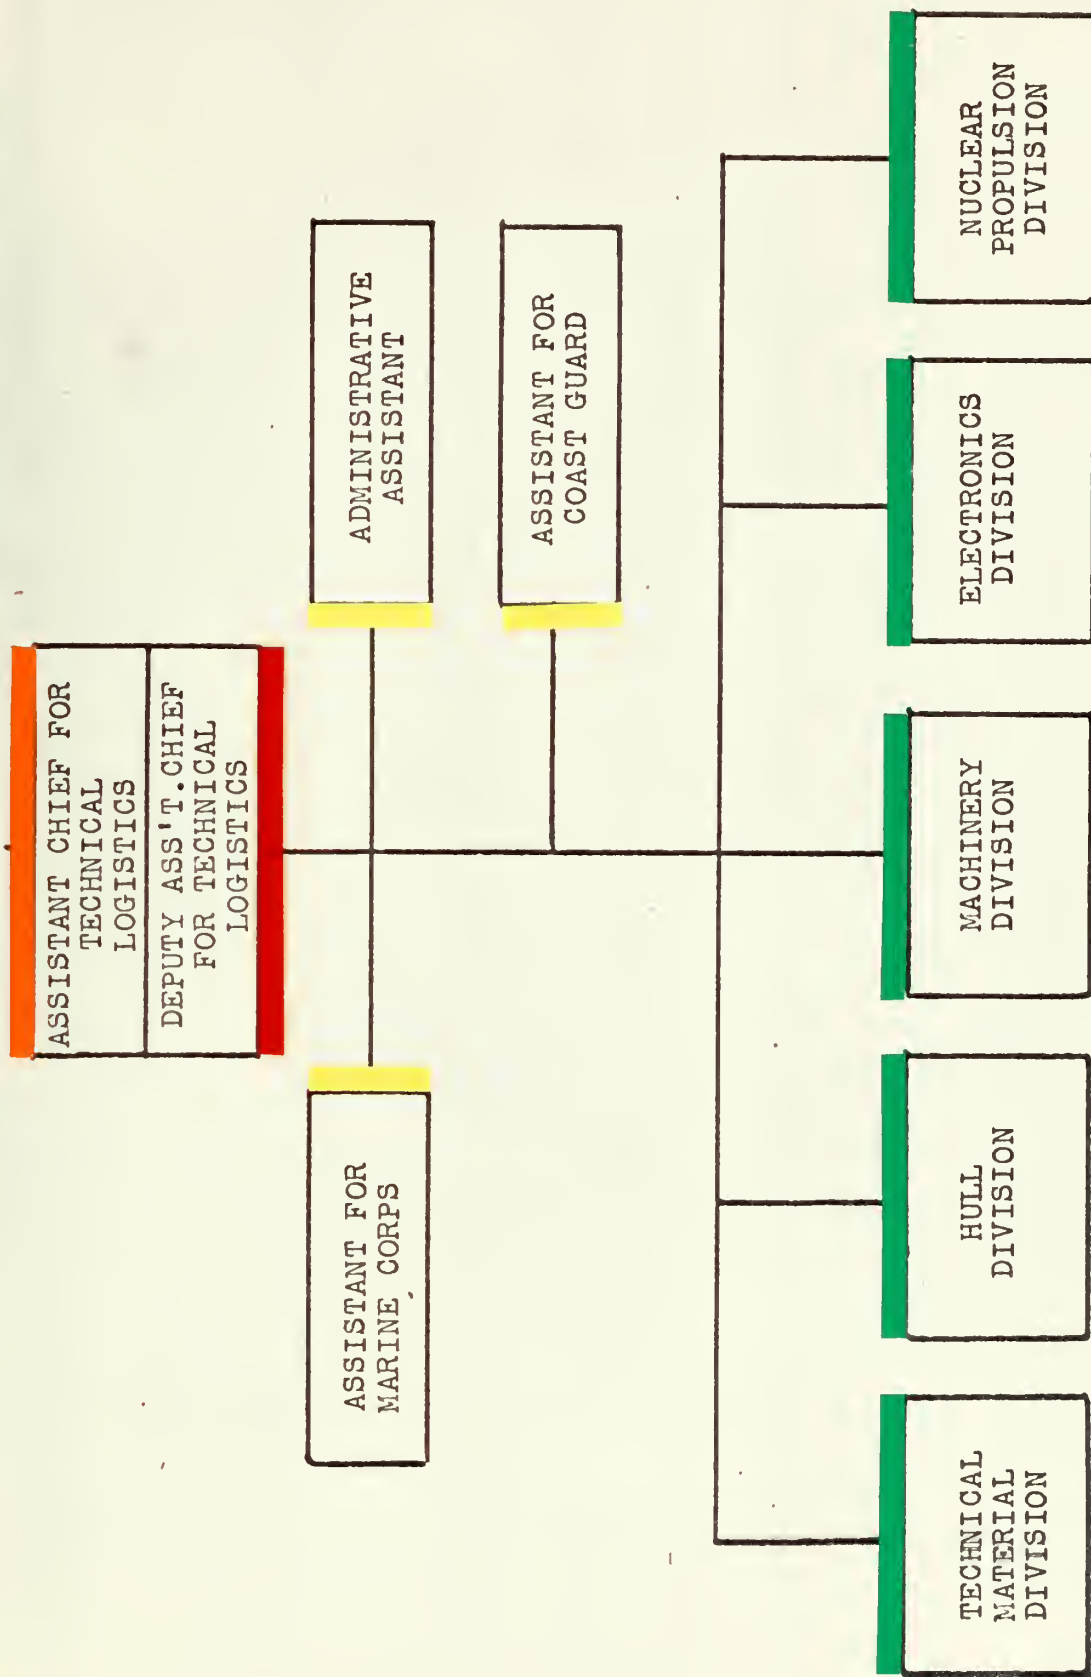 ASSISTANT CHIEF FOR
TECHNICAL
LOGISTICS
DEPUTY ASS'T.CHIEF
FOR TECHNICAL
LOGISTICS
ASSISTANT FOR
MARINE CORPS
ADMINISTRATIVE
ASSISTANT
ASSISTANT FOR
COAST GUARD
TECHNICAL
MATERIAL
DIVISION
HULL
DIVISION
MACHINERY
DIVISION
ELECTRONICS
DIVISION
NUCLEAR
PROPULSION
DIVISION